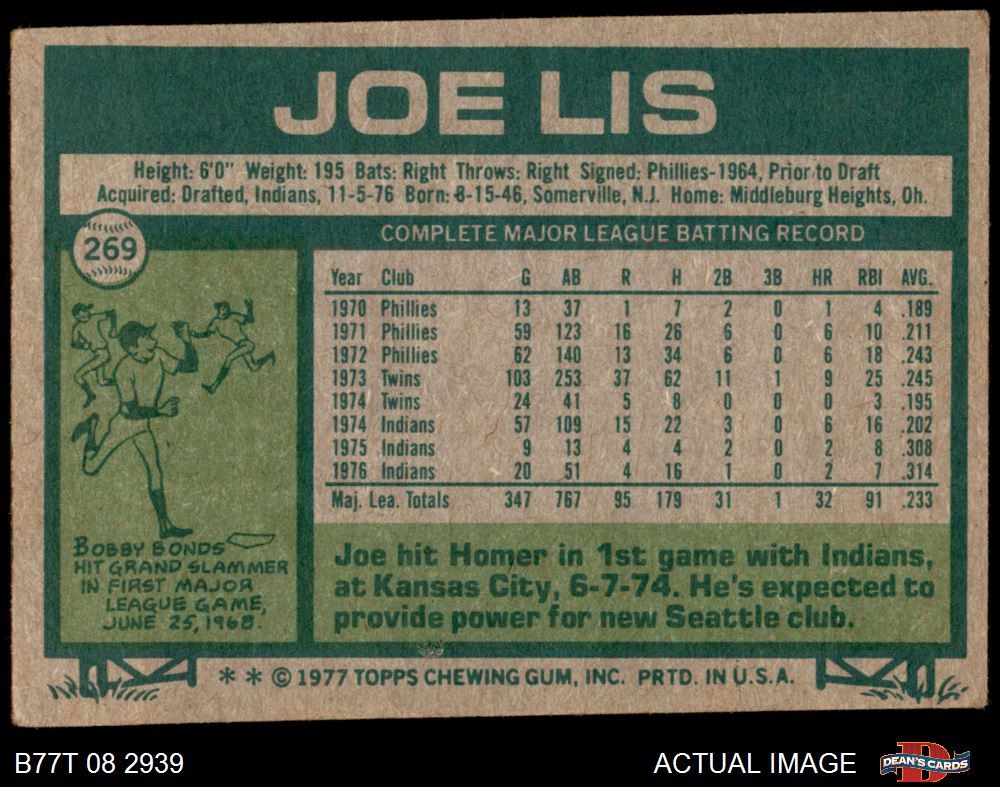 JOE LIS
Height: 6'0" Weight: 195 Bats: Right Throws: Right Signed: Phillies-1964, Prior to Draft
Acquired: Drafted, Indians, 11-5-76 Born: 8-15-46, Somerville, N.J. Home: Middleburg Heights, Oh.
269
COMPLETE MAJOR LEAGUE BATTING RECORD
Year Club G AB R H 2B 3B HR RBI AVG.
1970 Phillies 13 37 1 7 2 0 1 4 .189
1971 Phillies 59 123 16 26 6 0 6 10 .211
1972 Phillies 62 140 13 34 6 0 6 18 .243
1973 Twins 103 253 37 62 11 1 9 25 .245
1974 Twins 24 41 5 8 0 0 0 3 .195
1974 Indians 57 109 15 22 3 0 6 16 .202
1975 Indians 9 13 4 4 2 0 2 8 .308
1976 Indians 20 51 4 16 1 0 2 7 .314
Maj. Lea. Totals 347 767 95 179 31 1 32 91 .233
BOBBY BONDS
HIT GRAND SLAMMER
IN FIRST MAJOR
LEAGUE GAME,
JUNE 25, 1968.
Joe hit Homer in 1st game with Indians,
at Kansas City, 6-7-74. He's expected to
provide power for new Seattle club.
* * © 1977 TOPPS CHEWING GUM, INC. PRTD. IN U.S.A.
B77T 08 2939
ACTUAL IMAGE
D
DEAN'S CARDS